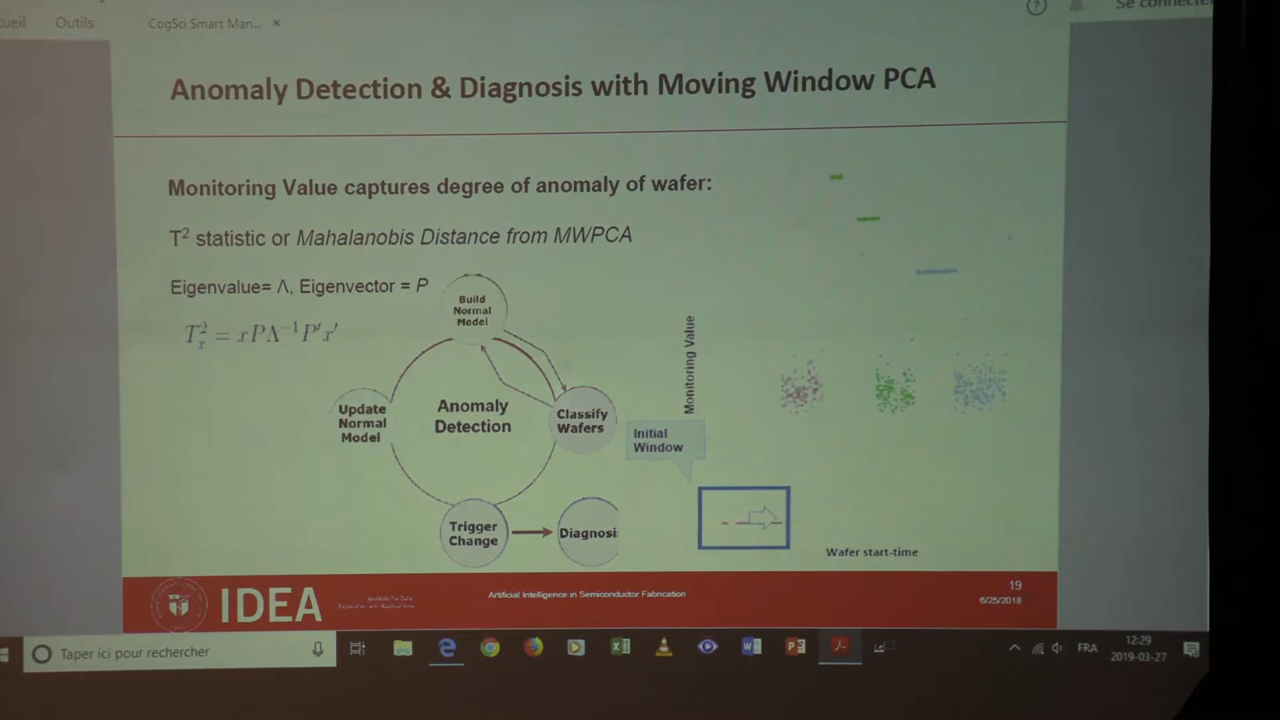 Outils
CogSci Smart Man... ×
?
Se connecter
Anomaly Detection & Diagnosis with Moving Window PCA
Monitoring Value captures degree of anomaly of wafer:
T² statistic or Mahalanobis Distance from MWPCA
Eigenvalue= Λ, Eigenvector = P
T²ₓ = xPΛ⁻¹P'x'
Build
Normal
Model
Update
Normal
Model
Anomaly
Detection
Classify
Wafers
Trigger
Change
Diagnosi
Monitoring Value
Initial
Window
Wafer start-time
IDEA
Artificial Intelligence in Semiconductor Fabrication
19
6/25/2018
Taper ici pour rechercher
FRA
12:29
2019-03-27